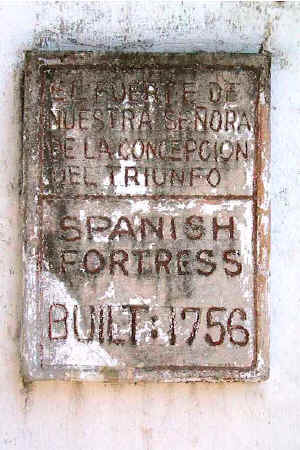 EL FUERTE DE
NUESTRA SEÑORA
DE LA CONCEPCION
DEL TRIUNFO
SPANISH
FORTRESS
BUILT: 1756